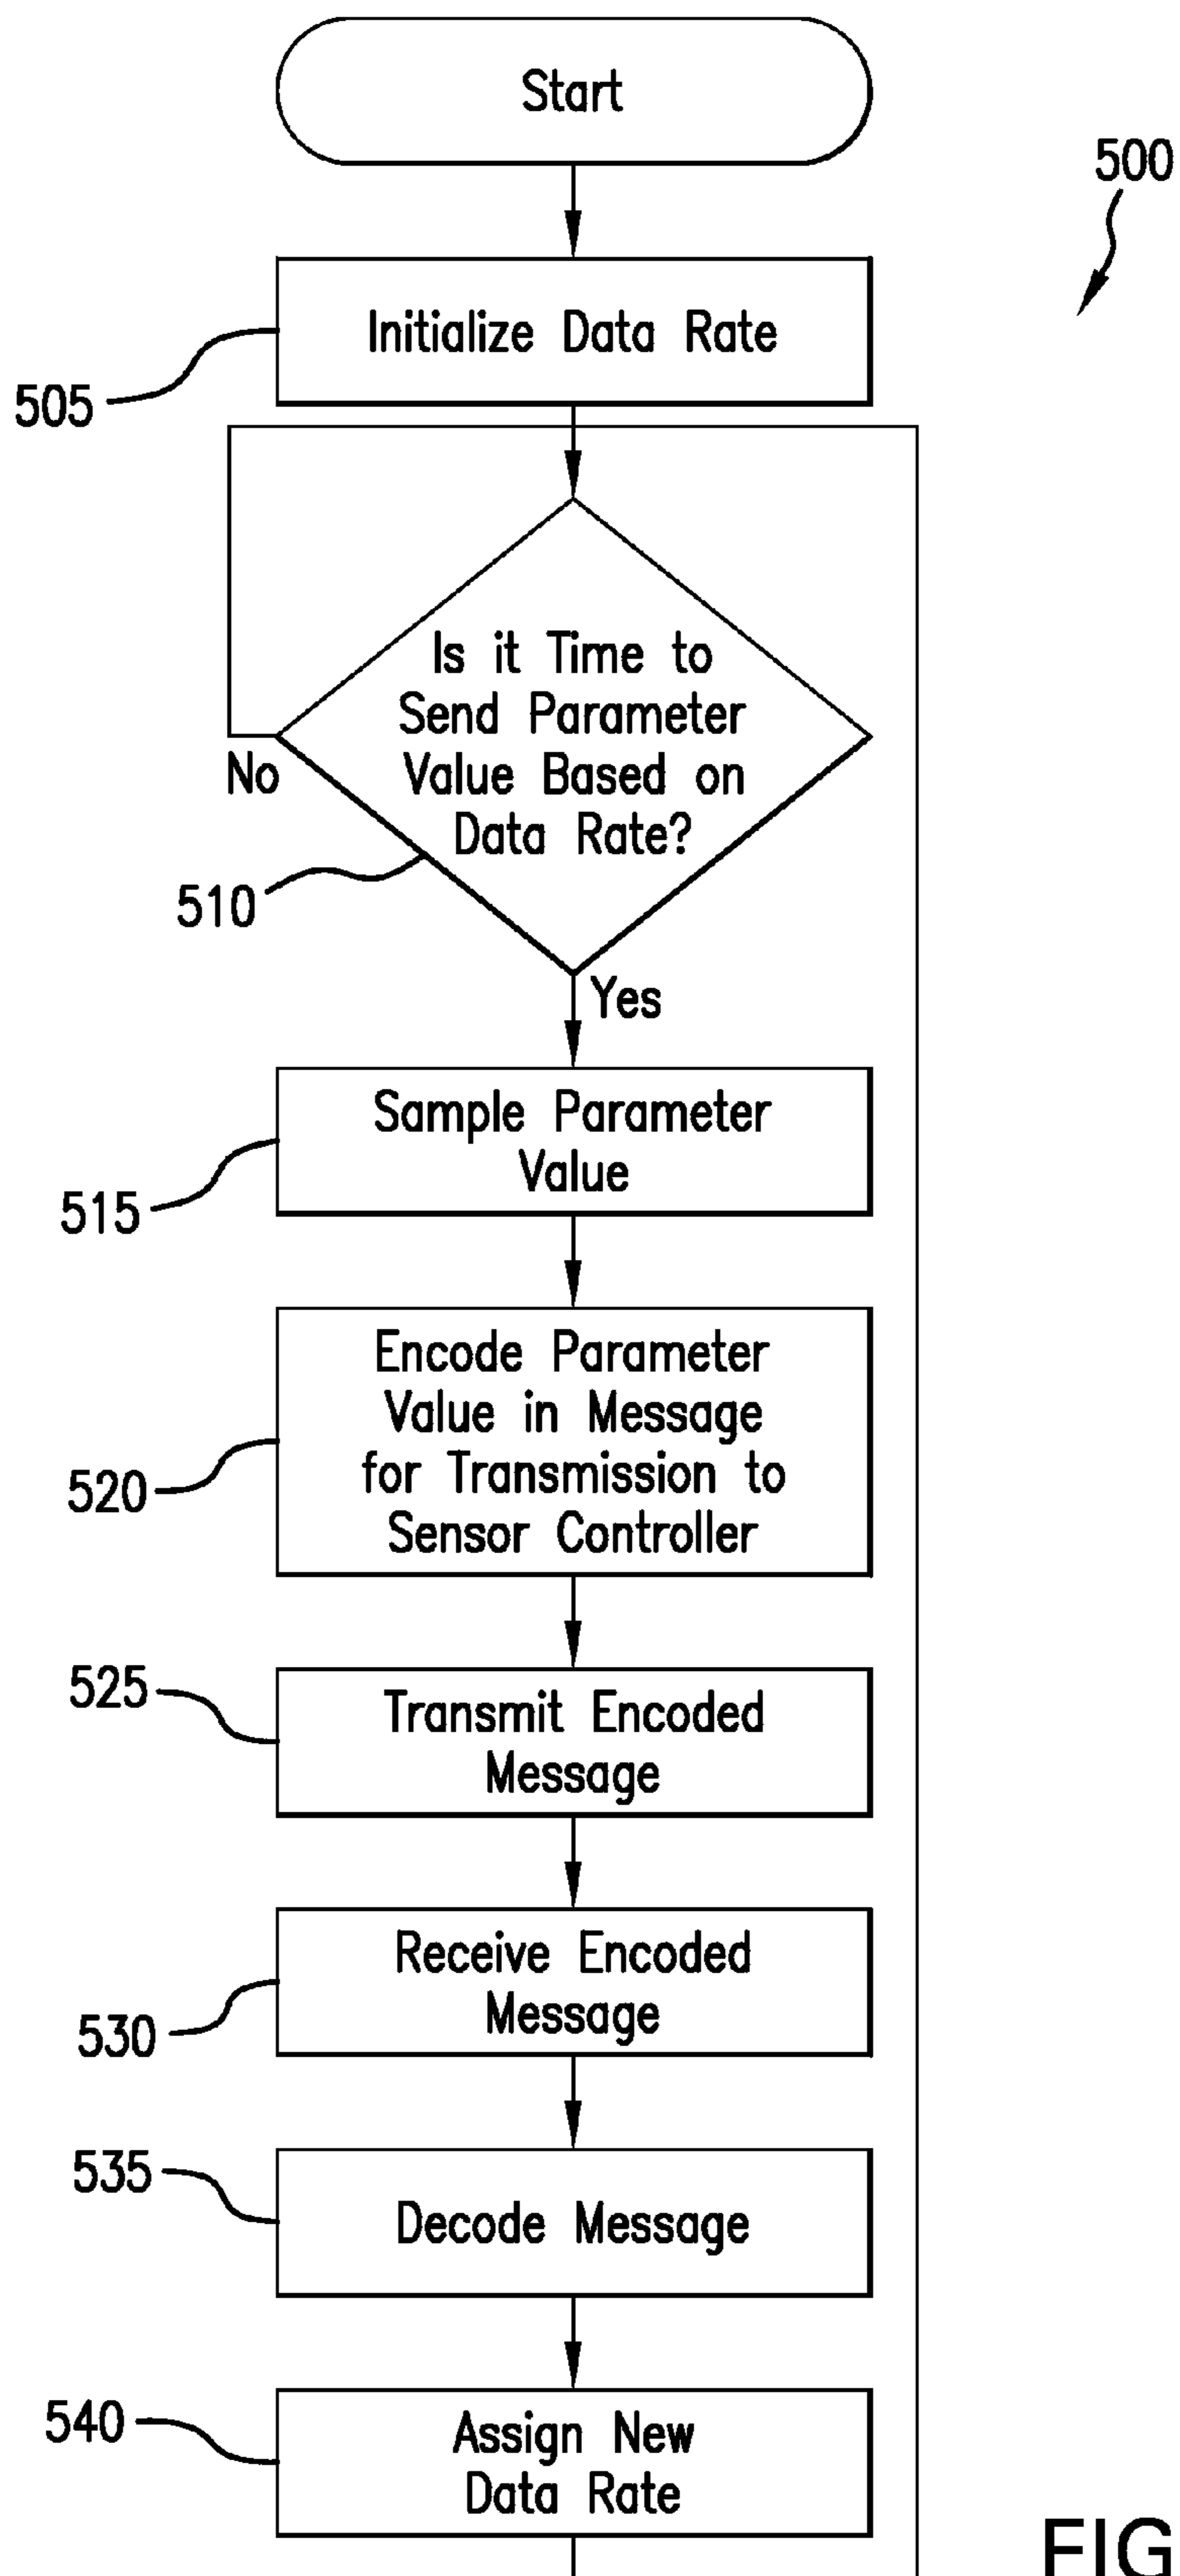 Start
500
Initialize Data Rate
505
Is it Time to
Send Parameter
Value Based on
Data Rate?
No
510
Yes
Sample Parameter
Value
515
Encode Parameter
Value in Message
for Transmission to
Sensor Controller
520
525
Transmit Encoded
Message
Receive Encoded
Message
530
535
Decode Message
540
Assign New
Data Rate
FIG